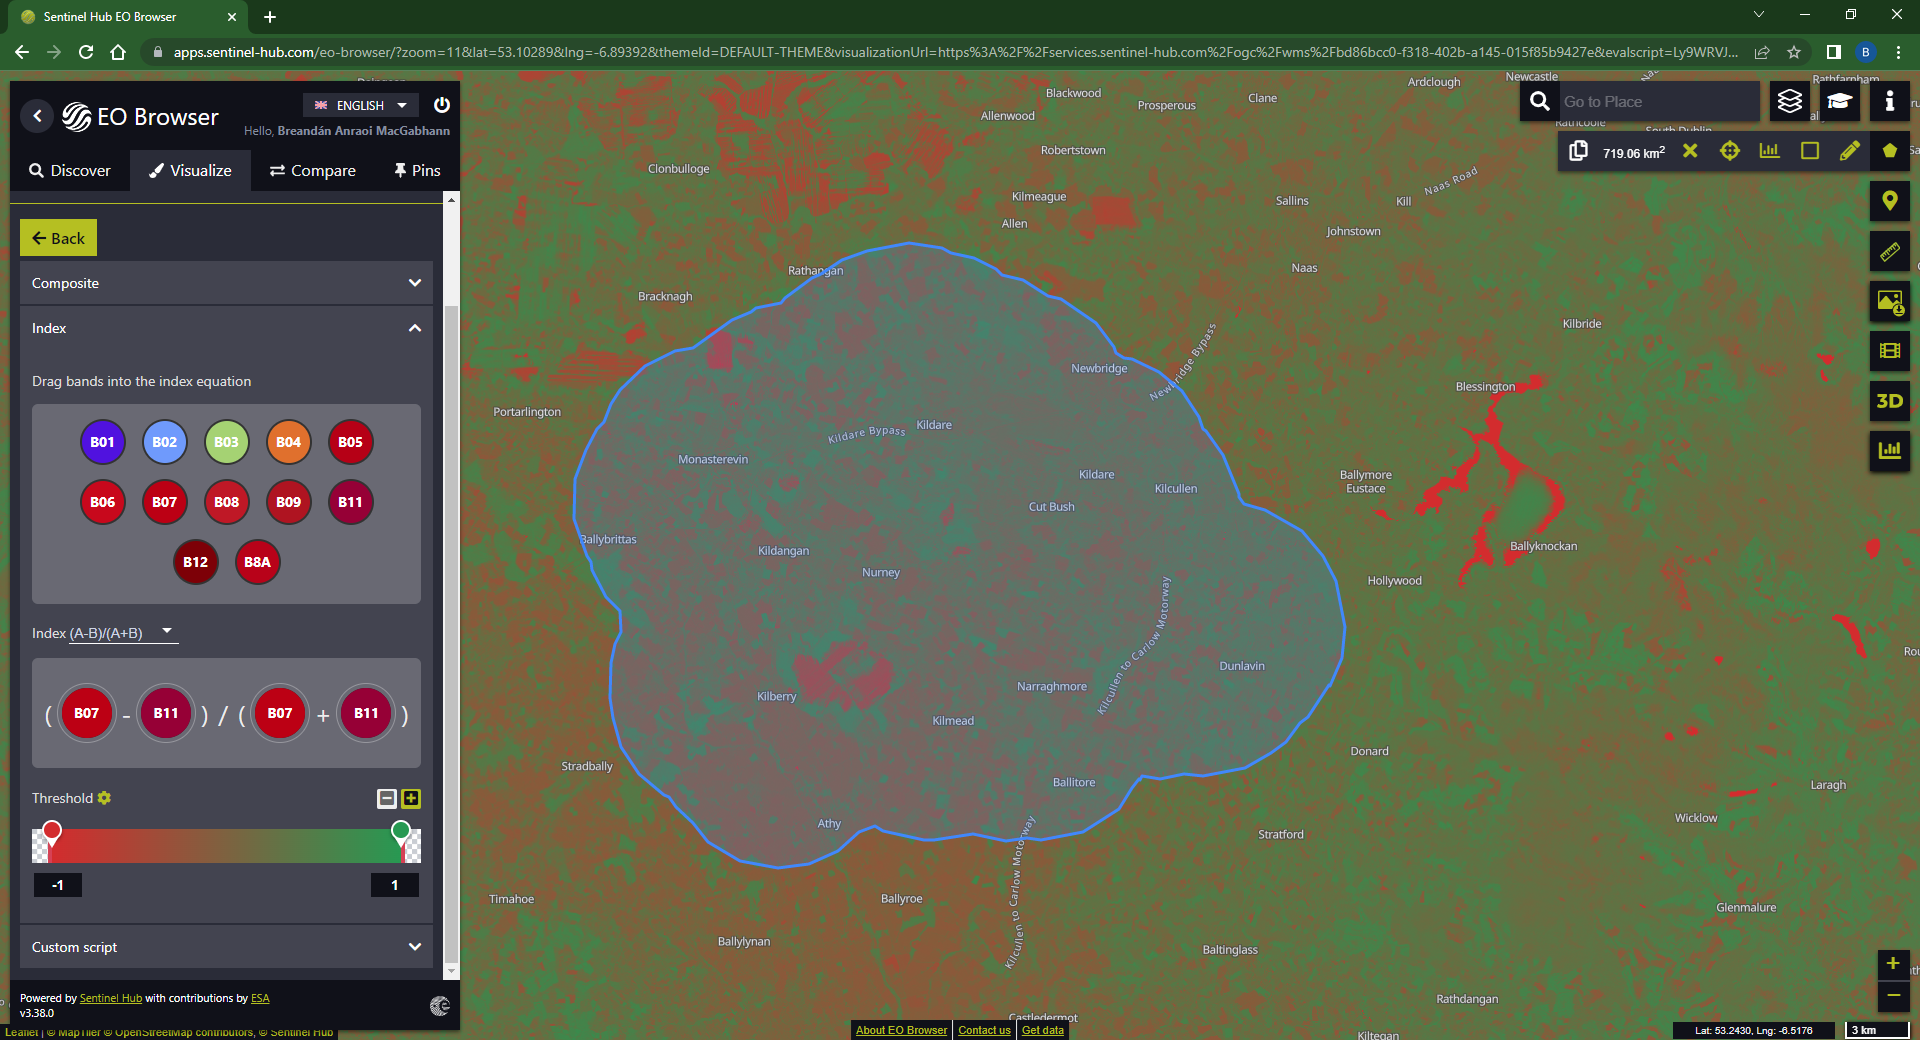 Sentinel Hub EO Browser
apps.sentinel-hub.com/eo-browser/?zoom=11&lat=53.10289&lng=-6.89392&themeId=DEFAULT-THEME&visualizationUrl=https%3A%2F%2Fservices.sentinel-hub.com%2Fogc%2Fwms%2Fbd86bcc0-f318-402b-a145-015f85b9427e&evalscript=Ly9WRVJ...
B
EO Browser
ENGLISH
Hello, Breandán Anraoi MacGabhann
Discover
Visualize
Compare
Pins
Back
Composite
Index
Drag bands into the index equation
B01
B02
B03
B04
B05
B06
B07
B08
B09
B11
B12
B8A
Index (A-B)/(A+B)
( B07 - B11 ) / ( B07 + B11 )
Threshold
-1
1
Custom script
Powered by Sentinel Hub with contributions by ESA
v3.38.0
Leaflet | © MapTiler © OpenStreetMap contributors, © Sentinel Hub
Go to Place
719.06 km²
3D
Blackwood
Ardclough
Newcastle
Rathfarnham
Prosperous
Clane
Allenwood
Rathcoole
South Dublin
Robertstown
Clonbulloge
Naas Road
Kilmeague
Sallins
Kill
Allen
Johnstown
Rathangan
Naas
Bracknagh
Kilbride
Newbridge Bypass
Newbridge
Blessington
Portarlington
Kildare
Kildare Bypass
Monasterevin
Kildare
Ballymore
Eustace
Kilcullen
Cut Bush
Ballybrittas
Kildangan
Ballyknockan
Nurney
Hollywood
Kilcullen to Carlow Motorway
Dunlavin
Narraghmore
Kilberry
Kilmead
Donard
Stradbally
Ballitore
Laragh
Athy
Stratford
Wicklow
Kilcullen to Carlow Motorway
Timahoe
Ballyroe
Glenmalure
Ballylynan
Baltinglass
Rathdangan
Castledermot
Kiltegan
About EO Browser
Contact us
Get data
Lat: 53.2430, Lng: -6.5176
3 km